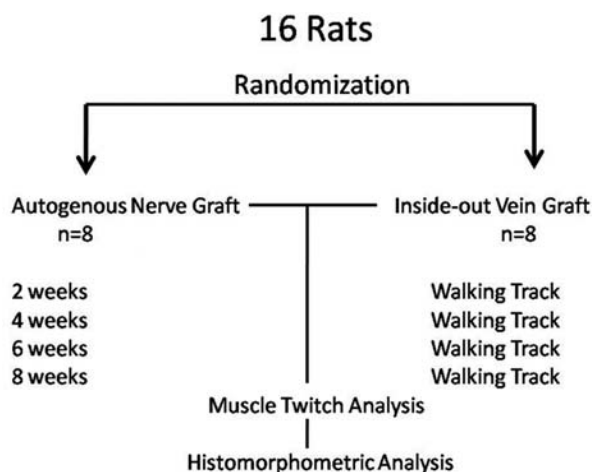 16 Rats
Randomization
Autogenous Nerve Graft Inside-out Vein Graft
n=8 n=8
2 weeks Walking Track
4 weeks Walking Track
6 weeks Walking Track
8 weeks Walking Track
Muscle Twitch Analysis
Histomorphometric Analysis